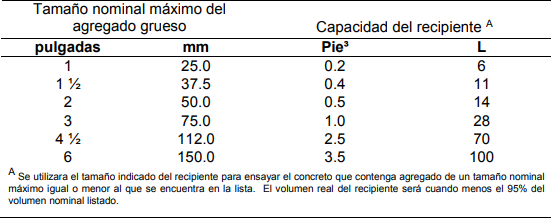 Tamaño nominal máximo del agregado grueso Capacidad del recipiente A
pulgadas mm Pie³ L
1 25.0 0.2 6
1 ½ 37.5 0.4 11
2 50.0 0.5 14
3 75.0 1.0 28
4 ½ 112.0 2.5 70
6 150.0 3.5 100
A Se utilizara el tamaño indicado del recipiente para ensayar el concreto que contenga agregado de un tamaño nominal
máximo igual o menor al que se encuentra en la lista. El volumen real del recipiente será cuando menos el 95% del
volumen nominal listado.